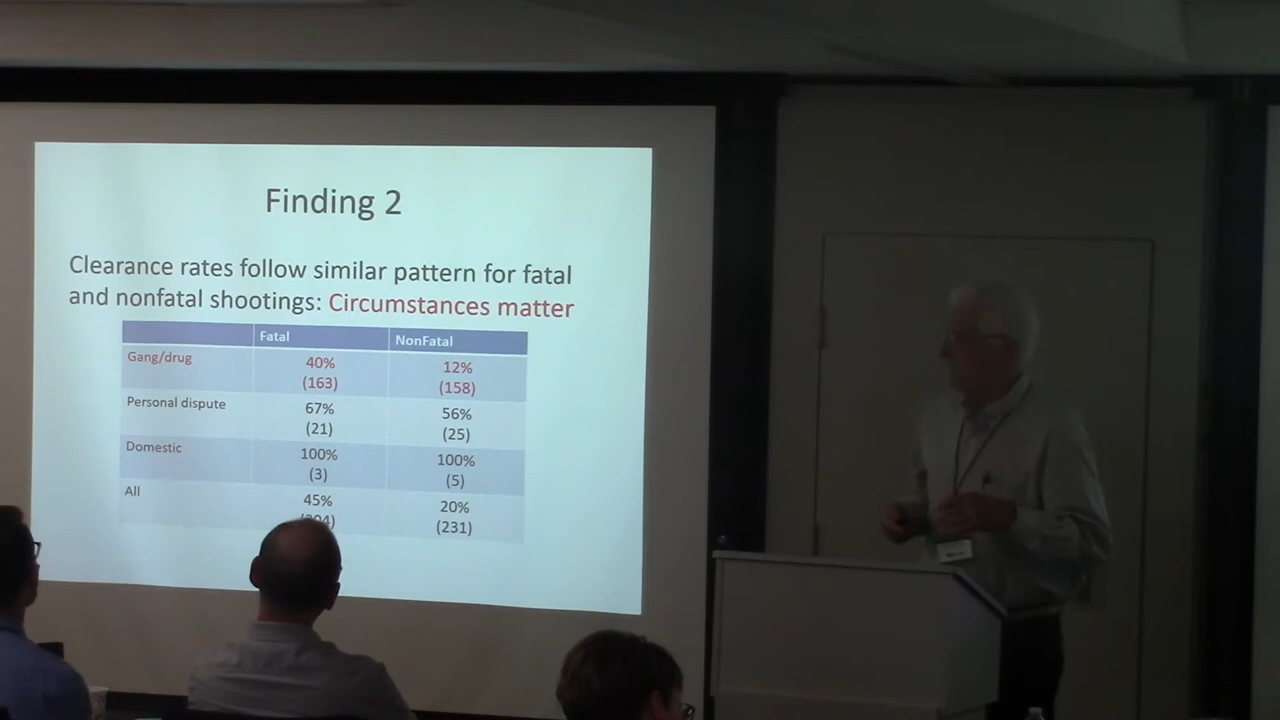 Finding 2
Clearance rates follow similar pattern for fatal
and nonfatal shootings: Circumstances matter
Fatal NonFatal
Gang/drug 40% 12%
(163) (158)
Personal dispute 67% 56%
(21) (25)
Domestic 100% 100%
(3) (5)
All 45% 20%
(231)